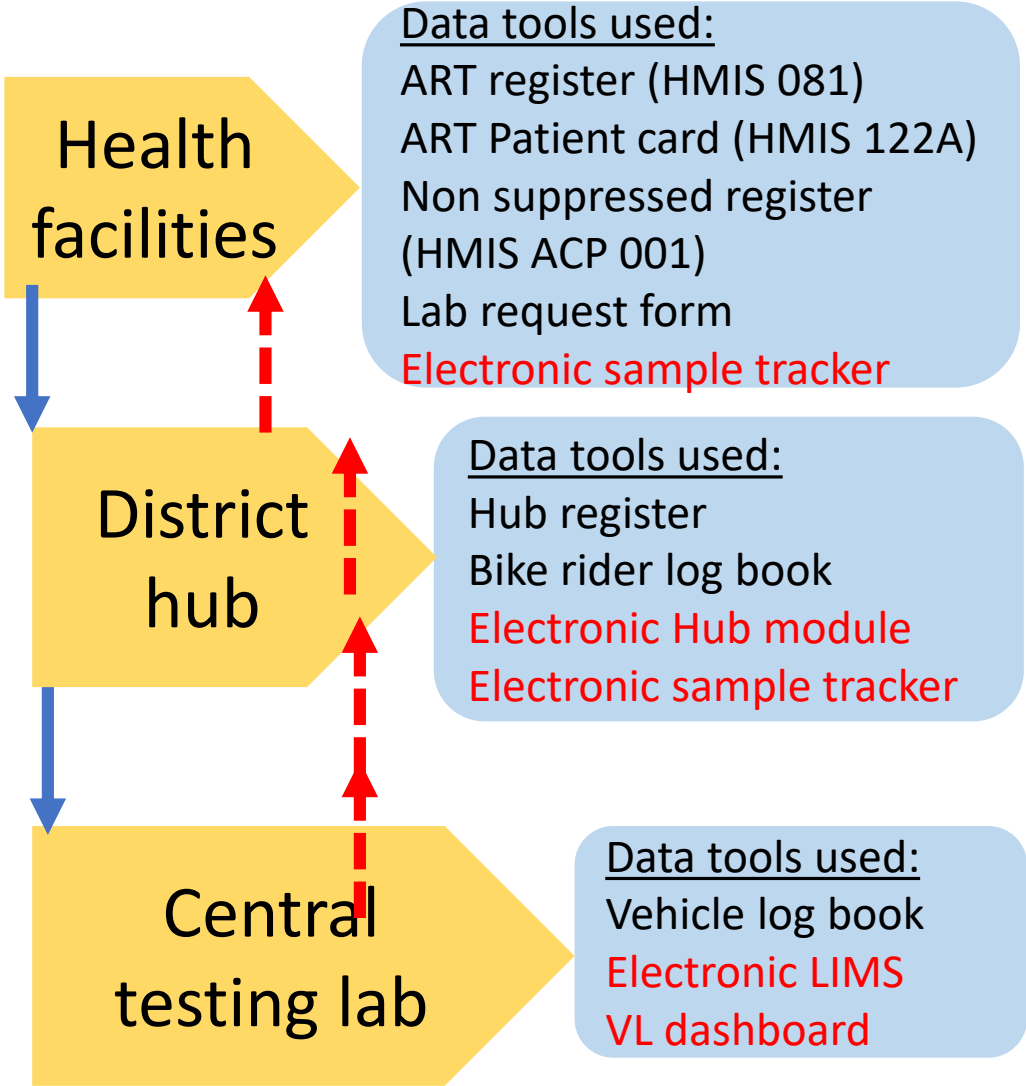 Health
facilities
Data tools used:
ART register (HMIS 081)
ART Patient card (HMIS 122A)
Non suppressed register
(HMIS ACP 001)
Lab request form
Electronic sample tracker
District
hub
Data tools used:
Hub register
Bike rider log book
Electronic Hub module
Electronic sample tracker
Central
testing lab
Data tools used:
Vehicle log book
Electronic LIMS
VL dashboard